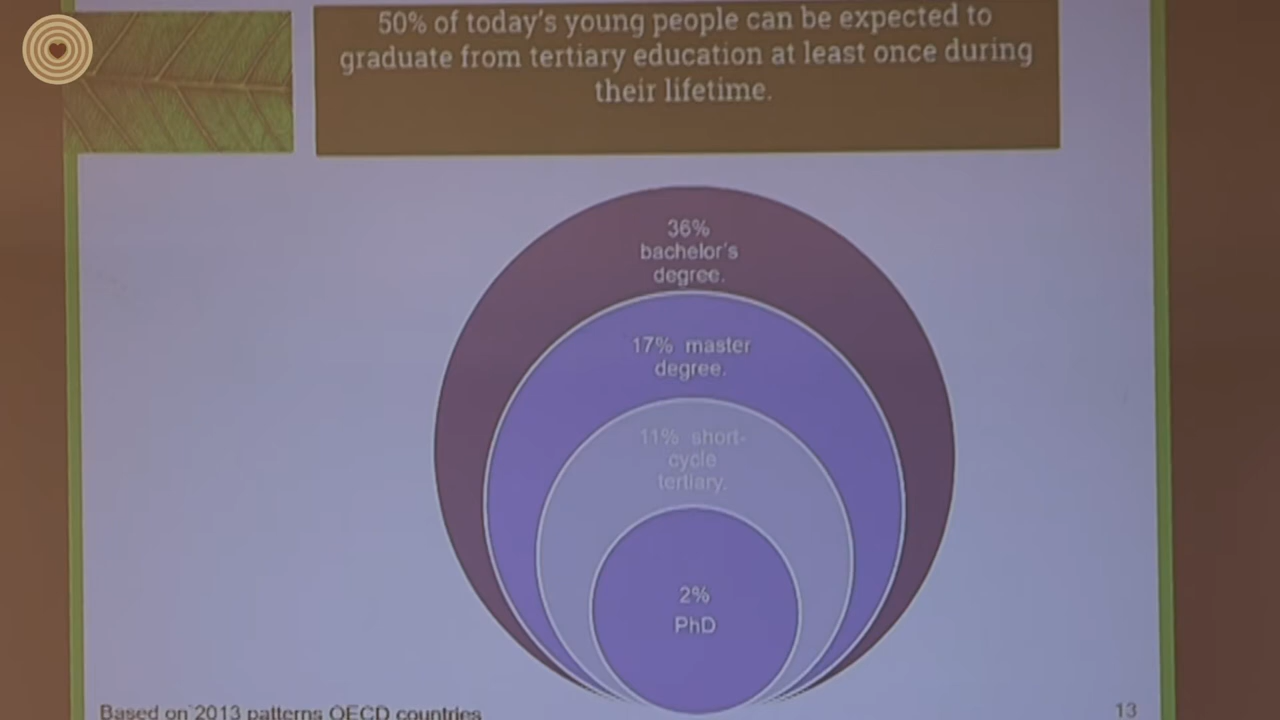 50% of today's young people can be expected to
graduate from tertiary education at least once during
their lifetime.
36%
bachelor's
degree.
17% master
degree.
11% short-
cycle
tertiary.
2%
PhD
Based on 2013 patterns OECD countries
13